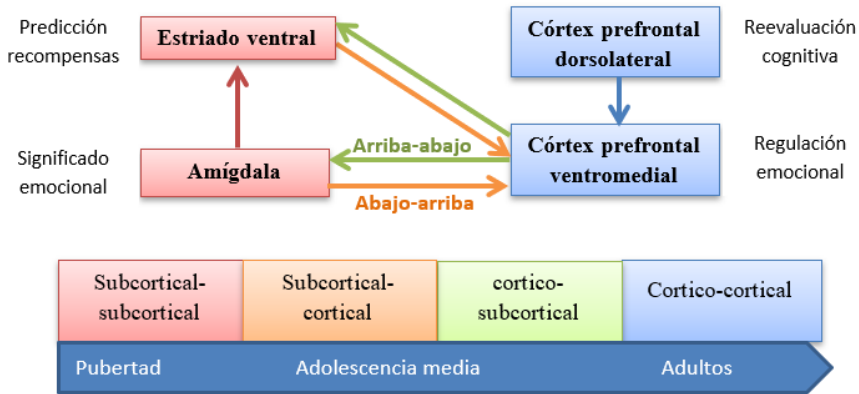 Predicción
recompensas
Estriado ventral
Córtex prefrontal
dorsolateral
Reevaluación
cognitiva
Significado
emocional
Amígdala
Arriba-abajo
Abajo-arriba
Córtex prefrontal
ventromedial
Regulación
emocional
Subcortical-
subcortical
Subcortical-
cortical
cortico-
subcortical
Cortico-cortical
Pubertad
Adolescencia media
Adultos